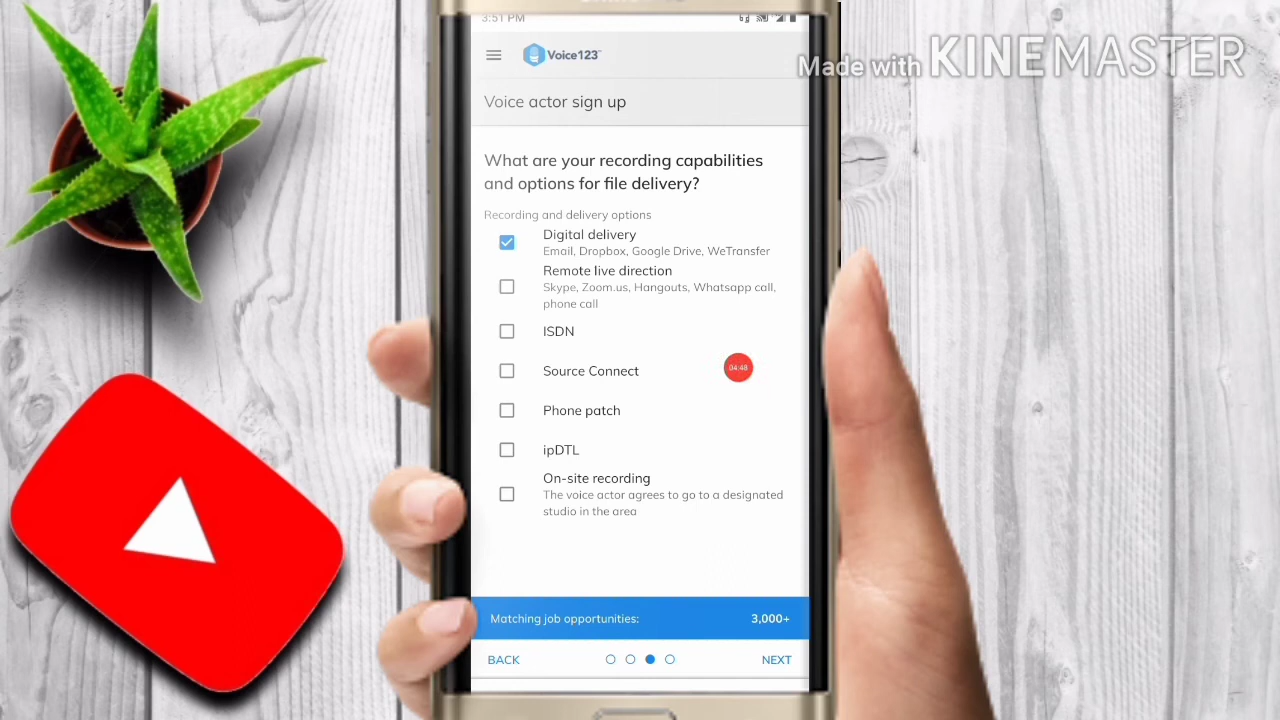 3:51 PM
Voice123
Made with KINEMASTER
Voice actor sign up
What are your recording capabilities
and options for file delivery?
Recording and delivery options
Digital delivery
Email, Dropbox, Google Drive, WeTransfer
Remote live direction
Skype, Zoom.us, Hangouts, Whatsapp call,
phone call
ISDN
Source Connect
04:48
Phone patch
ipDTL
On-site recording
The voice actor agrees to go to a designated
studio in the area
Matching job opportunities: 3,000+
BACK NEXT